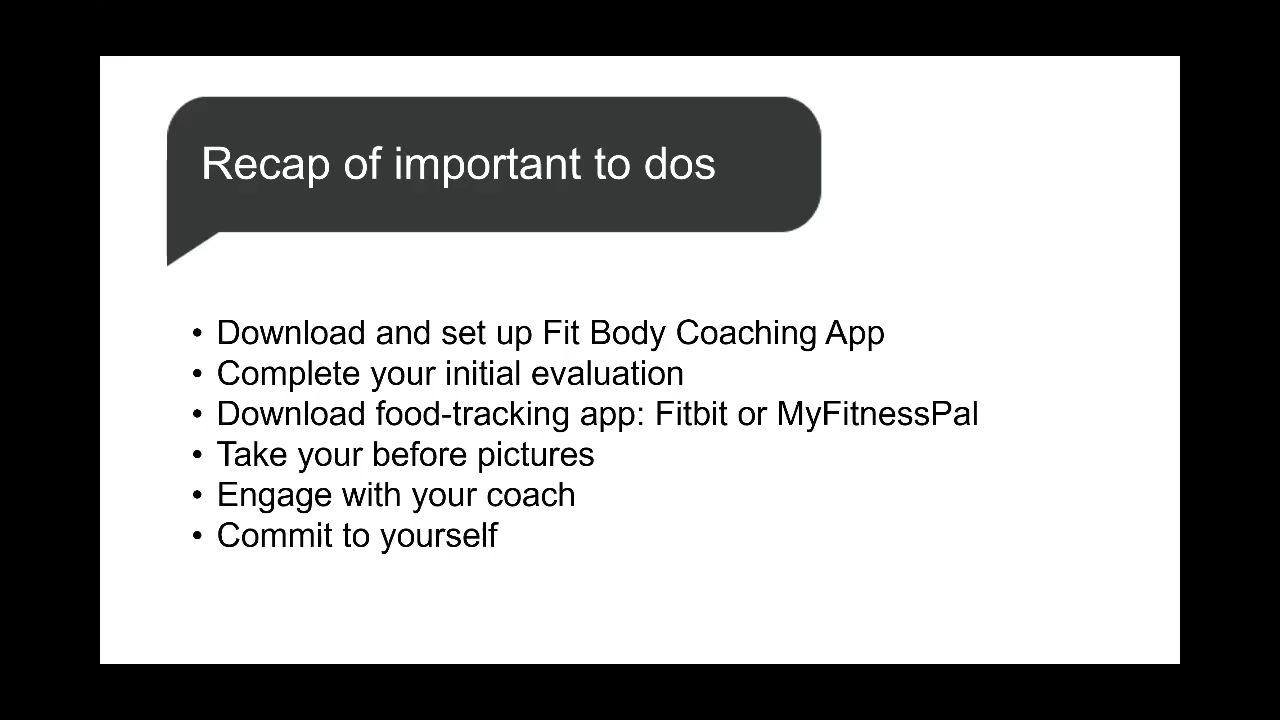 Recap of important to dos
• Download and set up Fit Body Coaching App
• Complete your initial evaluation
• Download food-tracking app: Fitbit or MyFitnessPal
• Take your before pictures
• Engage with your coach
• Commit to yourself